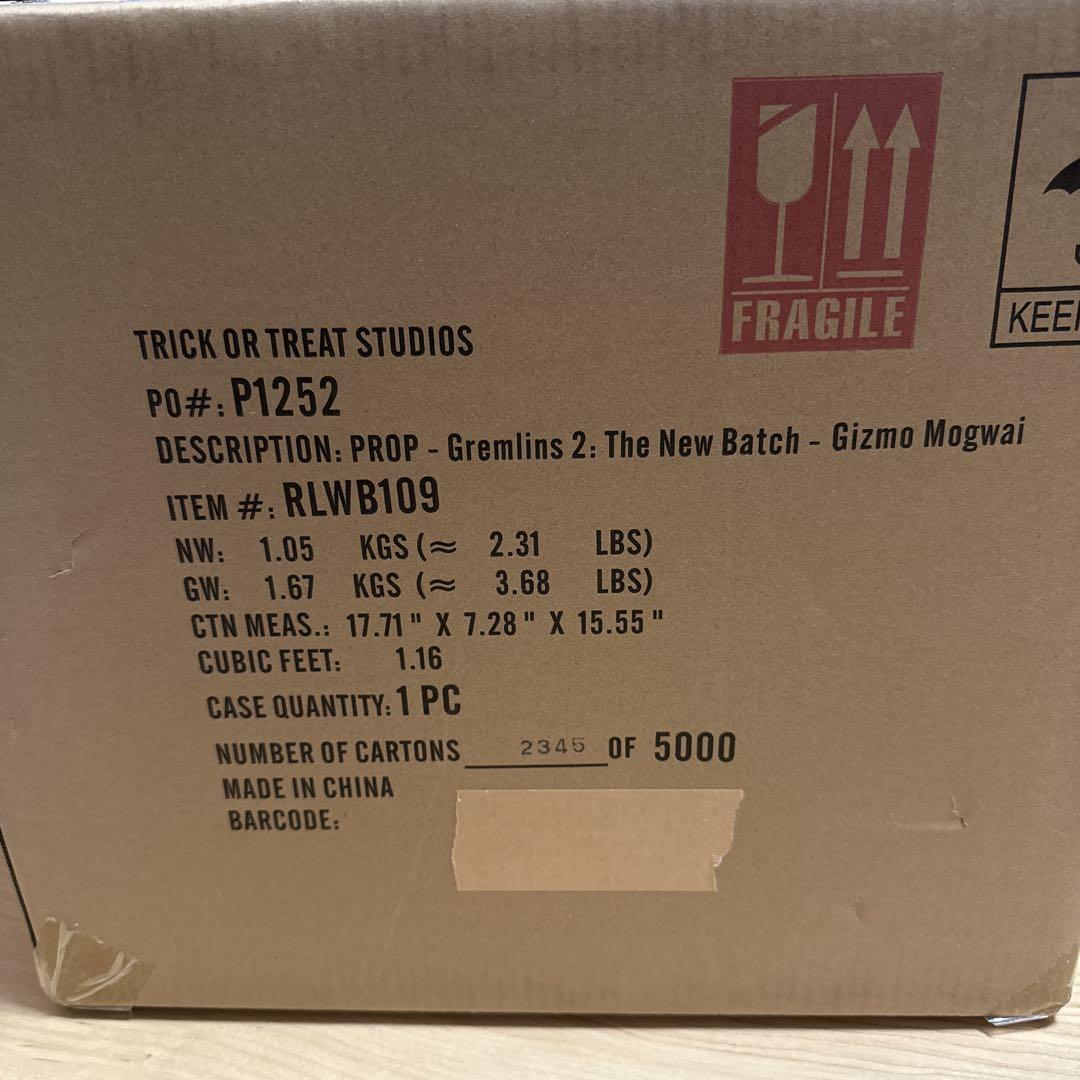 FRAGILE
KEEP
TRICK OR TREAT STUDIOS
PO#: P1252
DESCRIPTION: PROP - Gremlins 2: The New Batch - Gizmo Mogwai
ITEM #: RLWB109
NW: 1.05 KGS (≈ 2.31 LBS)
GW: 1.67 KGS (≈ 3.68 LBS)
CTN MEAS.: 17.71" X 7.28" X 15.55"
CUBIC FEET: 1.16
CASE QUANTITY: 1 PC
NUMBER OF CARTONS 2345 OF 5000
MADE IN CHINA
BARCODE: